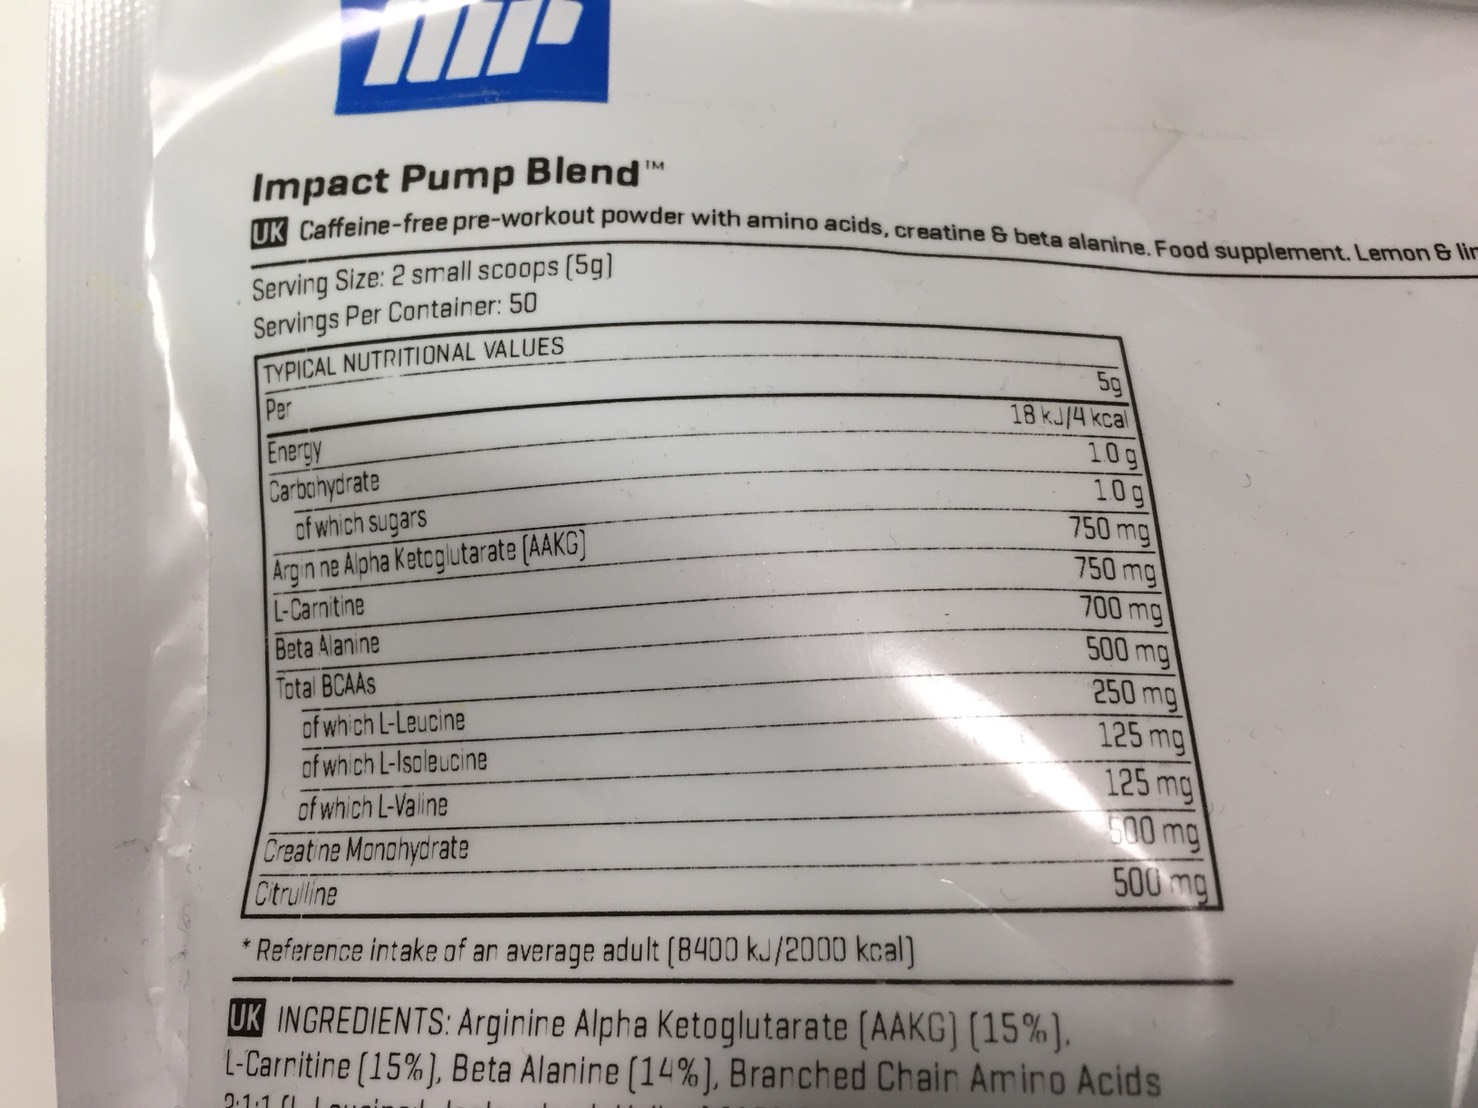 Impact Pump Blend™
UK Caffeine-free pre-workout powder with amino acids, creatine & beta alanine. Food supplement. Lemon &
Serving Size: 2 small scoops (5g)
Servings Per Container: 50
TYPICAL NUTRITIONAL VALUES
Per 5g
Energy 18 kJ/4 kcal
Carbohydrate 1.0 g
of which sugars 1.0 g
Arginine Alpha Ketoglutarate (AAKG) 750 mg
L-Carnitine 750 mg
Beta Alanine 700 mg
Total BCAAs 500 mg
of which L-Leucine 250 mg
of which L-Isoleucine 125 mg
of which L-Valine 125 mg
Creatine Monohydrate 500 mg
Citrulline 500 mg
* Reference intake of an average adult (8400 kJ/2000 kcal)
UK INGREDIENTS: Arginine Alpha Ketoglutarate (AAKG) (15%),
L-Carnitine (15%), Beta Alanine (14%), Branched Chain Amino Acids
2:1:1